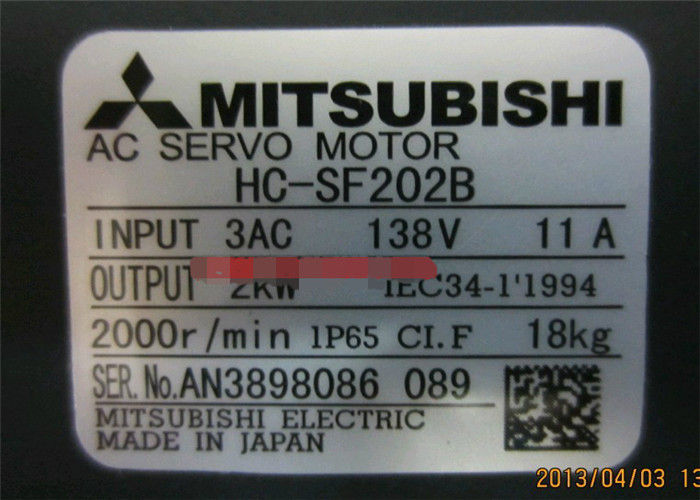 MITSUBISHI
AC SERVO MOTOR
HC-SF202B
INPUT 3AC 138V 11 A
OUTPUT 2KW IEC34-1'1994
2000r/min 1P65 CI.F 18kg
SER.No.AN3898086 089
MITSUBISHI ELECTRIC
MADE IN JAPAN
2013/04/03 13